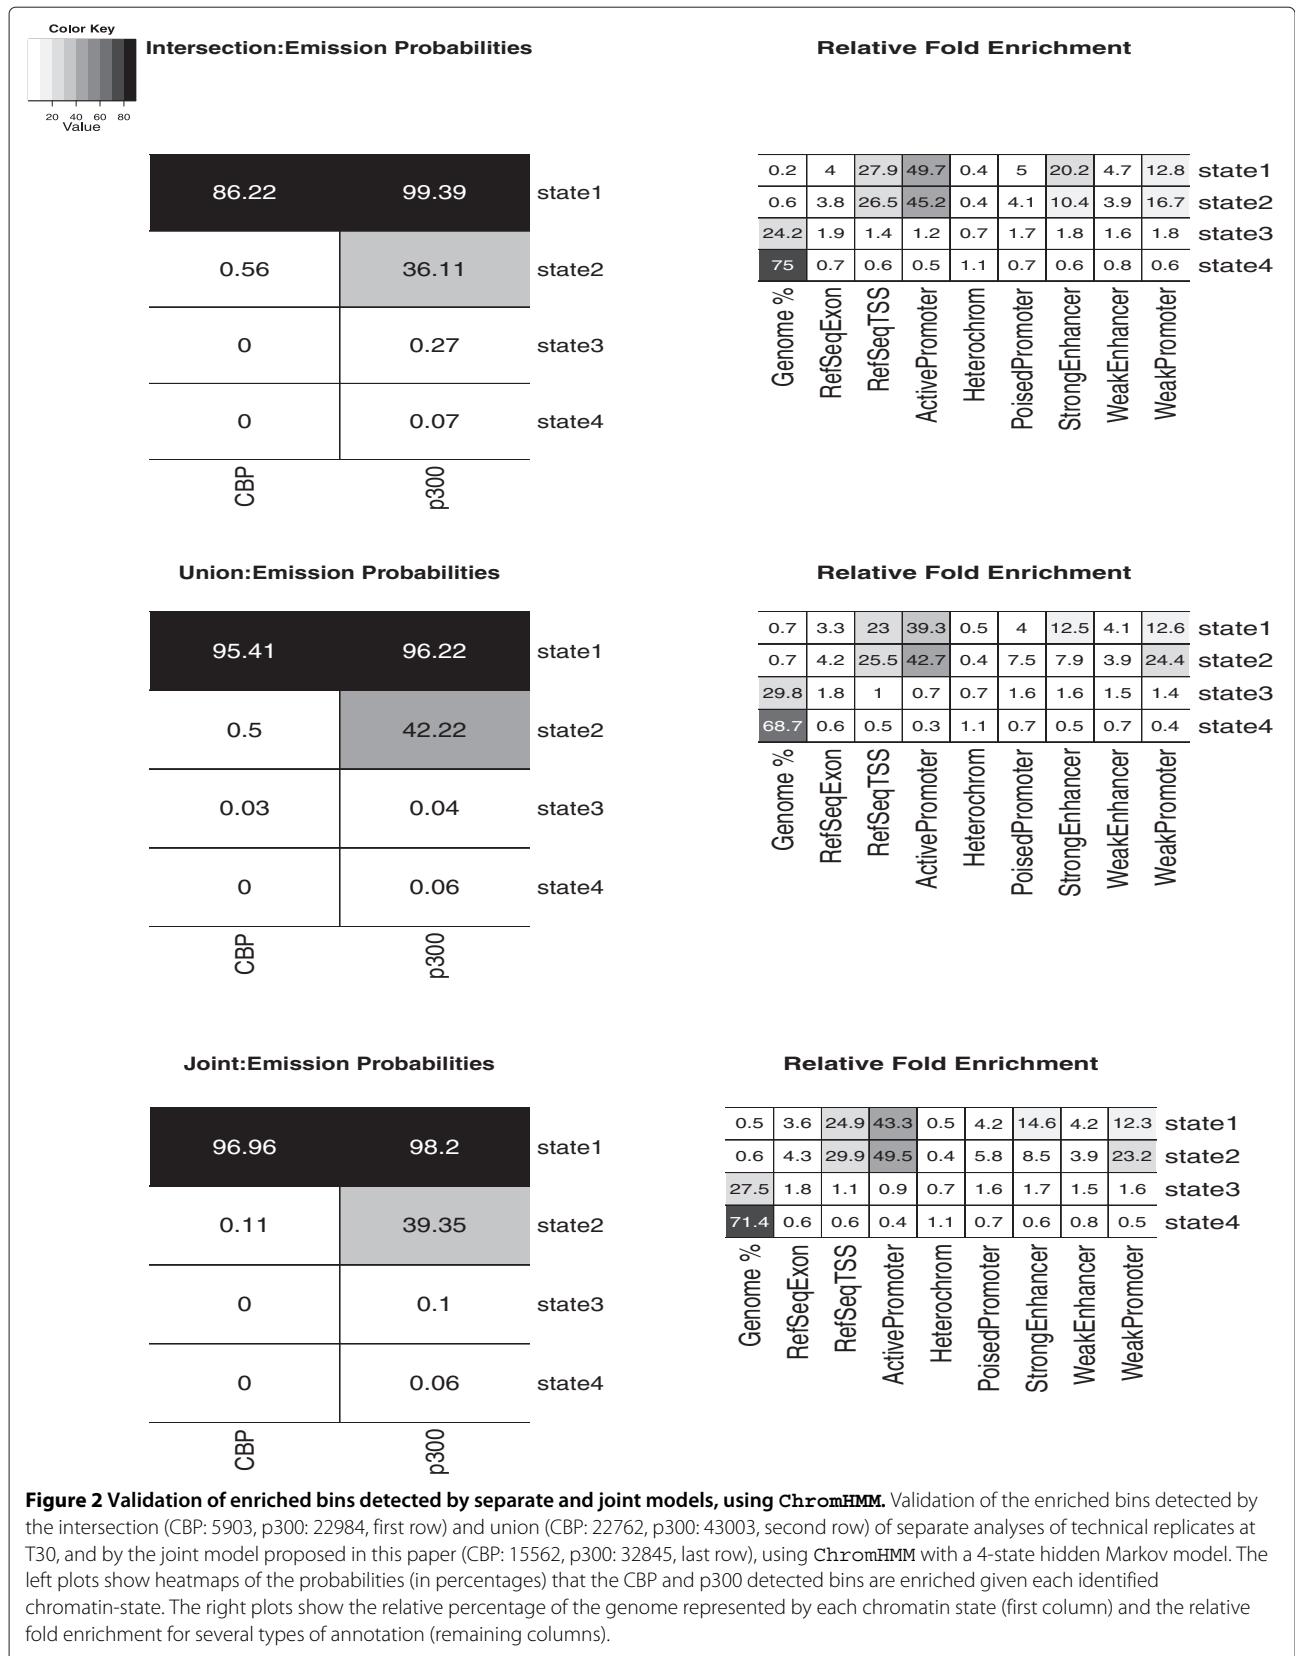 Color Key
20 40 60 80
Value
Intersection:Emission Probabilities
86.22 99.39 state1
0.56 36.11 state2
0 0.27 state3
0 0.07 state4
CBP p300
Relative Fold Enrichment
0.2 4 27.9 49.7 0.4 5 20.2 4.7 12.8 state1
0.6 3.8 26.5 45.2 0.4 4.1 10.4 3.9 16.7 state2
24.2 1.9 1.4 1.2 0.7 1.7 1.8 1.6 1.8 state3
75 0.7 0.6 0.5 1.1 0.7 0.6 0.8 0.6 state4
Genome % RefSeqExon RefSeqTSS ActivePromoter Heterochrom PoisedPromoter StrongEnhancer WeakEnhancer WeakPromoter
Union:Emission Probabilities
95.41 96.22 state1
0.5 42.22 state2
0.03 0.04 state3
0 0.06 state4
CBP p300
Relative Fold Enrichment
0.7 3.3 23 39.3 0.5 4 12.5 4.1 12.6 state1
0.7 4.2 25.5 42.7 0.4 7.5 7.9 3.9 24.4 state2
29.8 1.8 1 0.7 0.7 1.6 1.6 1.5 1.4 state3
68.7 0.6 0.5 0.3 1.1 0.7 0.5 0.7 0.4 state4
Genome % RefSeqExon RefSeqTSS ActivePromoter Heterochrom PoisedPromoter StrongEnhancer WeakEnhancer WeakPromoter
Joint:Emission Probabilities
96.96 98.2 state1
0.11 39.35 state2
0 0.1 state3
0 0.06 state4
CBP p300
Relative Fold Enrichment
0.5 3.6 24.9 43.3 0.5 4.2 14.6 4.2 12.3 state1
0.6 4.3 29.9 49.5 0.4 5.8 8.5 3.9 23.2 state2
27.5 1.8 1.1 0.9 0.7 1.6 1.7 1.5 1.6 state3
71.4 0.6 0.6 0.4 1.1 0.7 0.6 0.8 0.5 state4
Genome % RefSeqExon RefSeqTSS ActivePromoter Heterochrom PoisedPromoter StrongEnhancer WeakEnhancer WeakPromoter
Figure 2 Validation of enriched bins detected by separate and joint models, using ChromHMM. Validation of the enriched bins detected by
the intersection (CBP: 5903, p300: 22984, first row) and union (CBP: 22762, p300: 43003, second row) of separate analyses of technical replicates at
T30, and by the joint model proposed in this paper (CBP: 15562, p300: 32845, last row), using ChromHMM with a 4-state hidden Markov model. The
left plots show heatmaps of the probabilities (in percentages) that the CBP and p300 detected bins are enriched given each identified
chromatin-state. The right plots show the relative percentage of the genome represented by each chromatin state (first column) and the relative
fold enrichment for several types of annotation (remaining columns).